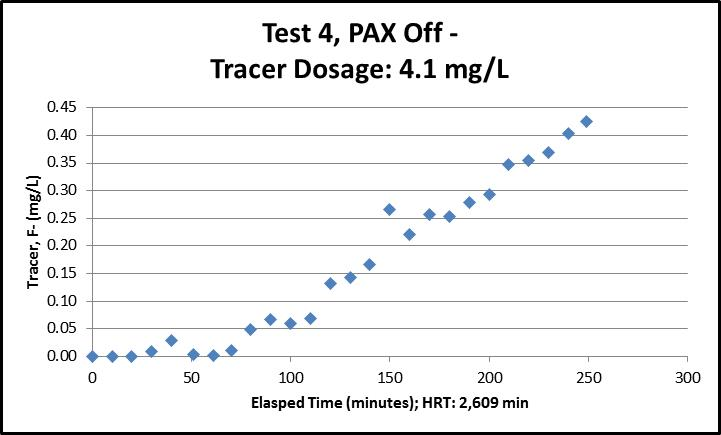 Test 4, PAX Off -
Tracer Dosage: 4.1 mg/L
0.45
0.40
0.35
0.30
0.25
0.20
0.15
0.10
0.05
0.00
Tracer, F- (mg/L)
0 50 100 150 200 250 300
Elasped Time (minutes); HRT: 2,609 min